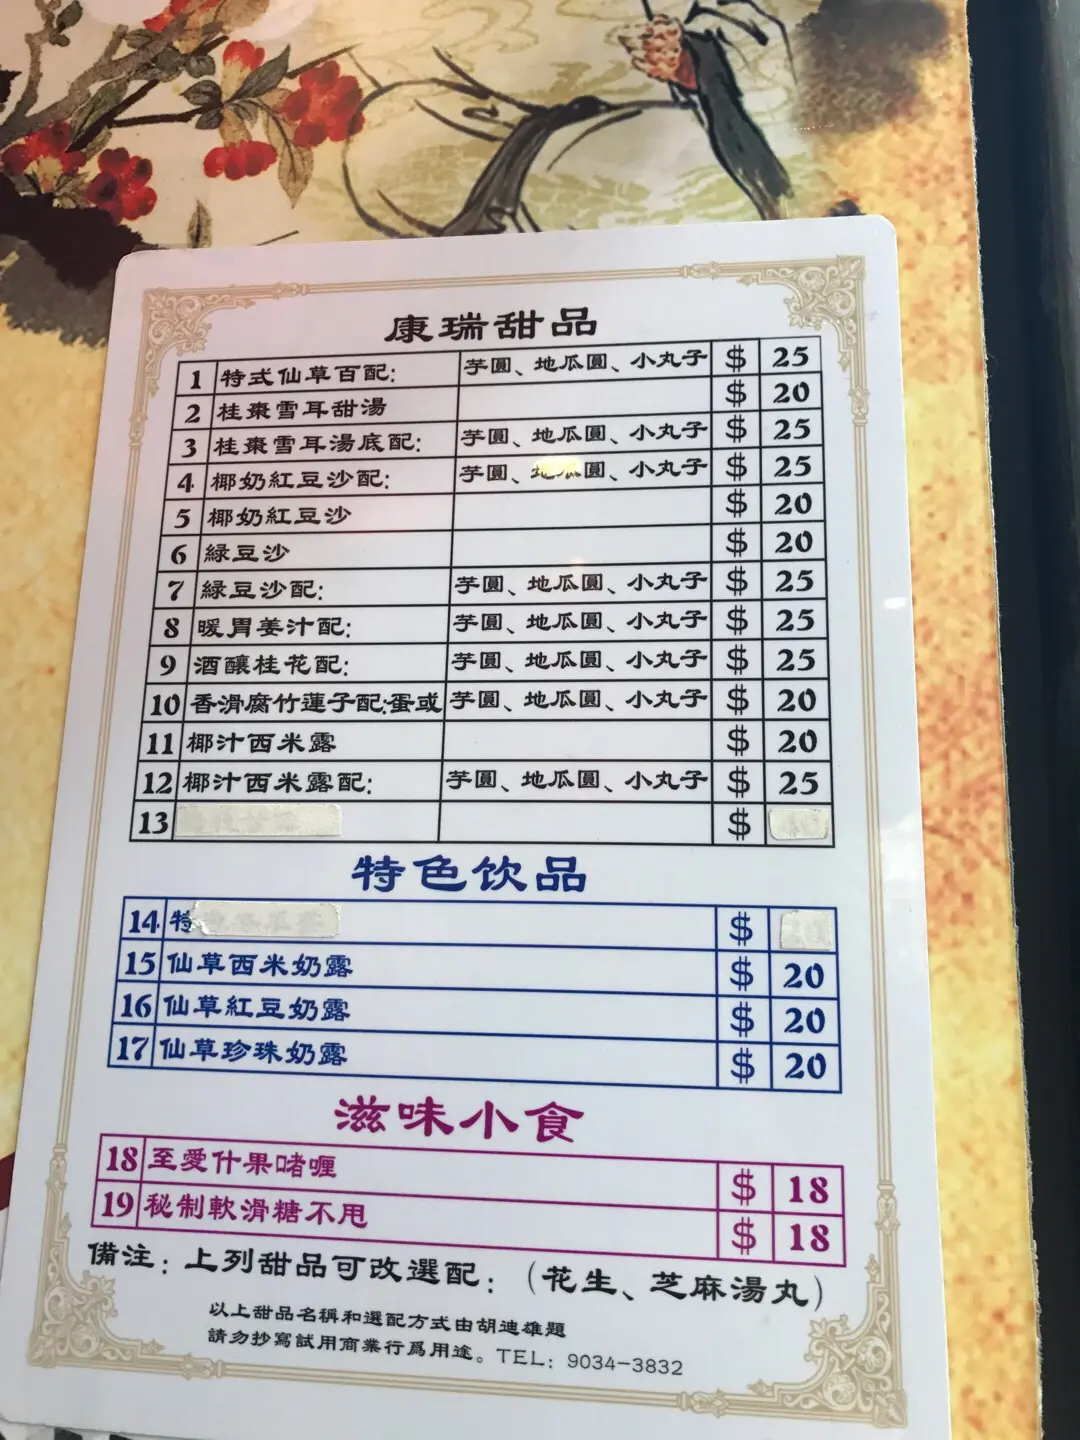 康瑞甜品
1 特式仙草百配: 芋圓、地瓜圓、小丸子 $ 25
2 桂棗雪耳甜湯 $ 20
3 桂棗雪耳湯底配: 芋圓、地瓜圓、小丸子 $ 25
4 椰奶紅豆沙配: 芋圓、地瓜圓、小丸子 $ 25
5 椰奶紅豆沙 $ 20
6 綠豆沙 $ 20
7 綠豆沙配: 芋圓、地瓜圓、小丸子 $ 25
8 暖胃姜汁配: 芋圓、地瓜圓、小丸子 $ 25
9 酒釀桂花配: 芋圓、地瓜圓、小丸子 $ 25
10 香滑腐竹蓮子配:蛋或 芋圓、地瓜圓、小丸子 $ 20
11 椰汁西米露 $ 20
12 椰汁西米露配: 芋圓、地瓜圓、小丸子 $ 25
13 $
特色饮品
14 特 $
15 仙草西米奶露 $ 20
16 仙草紅豆奶露 $ 20
17 仙草珍珠奶露 $ 20
滋味小食
18 至愛什果啫喱 $ 18
19 秘制軟滑糖不甩 $ 18
備注：上列甜品可改選配：（花生、芝麻湯丸）
以上甜品名稱和選配方式由胡迪雄題
請勿抄寫試用商業行爲用途。TEL：9034-3832